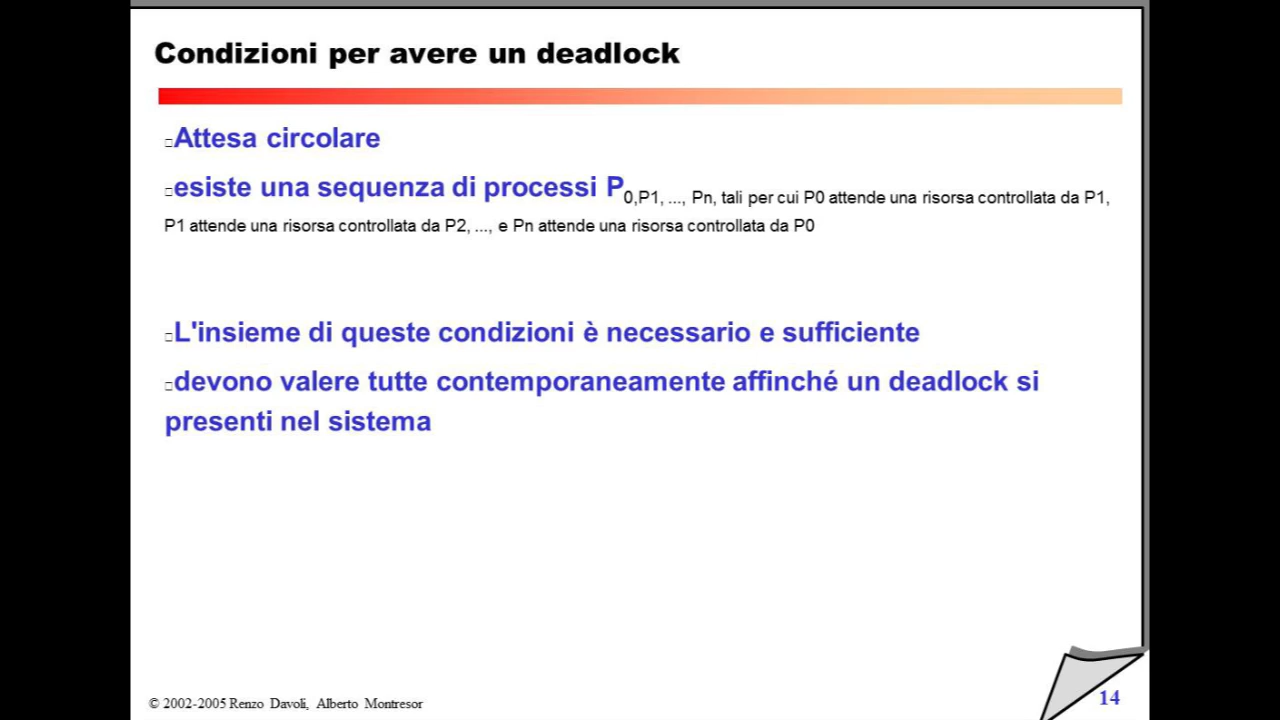 Condizioni per avere un deadlock
Attesa circolare
esiste una sequenza di processi P0,P1, ..., Pn, tali per cui P0 attende una risorsa controllata da P1,
P1 attende una risorsa controllata da P2, ..., e Pn attende una risorsa controllata da P0
L'insieme di queste condizioni è necessario e sufficiente
devono valere tutte contemporaneamente affinché un deadlock si
presenti nel sistema
© 2002-2005 Renzo Davoli, Alberto Montresor
14